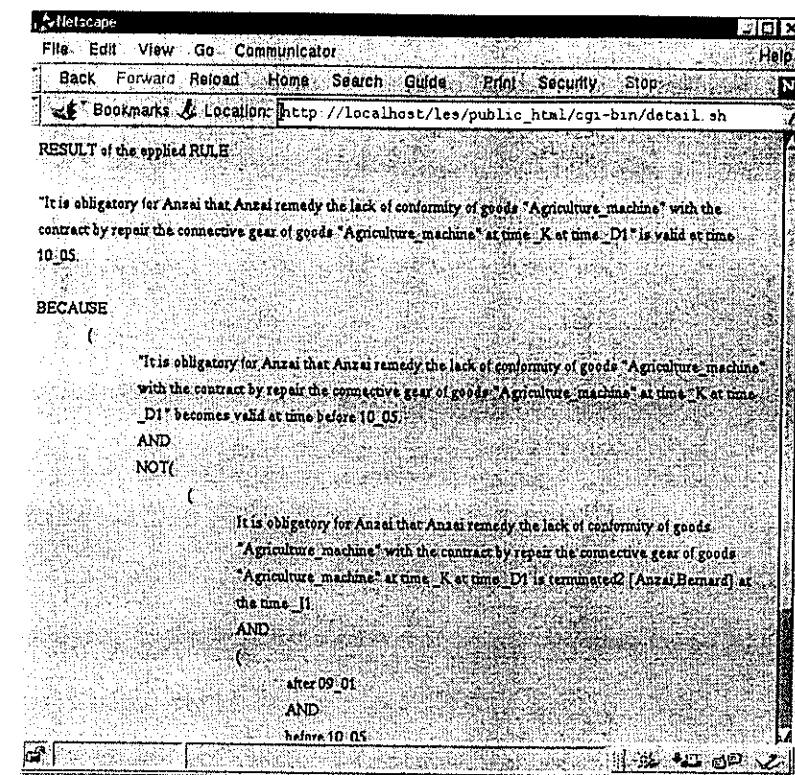 Netscape
File Edit View Go Communicator Help
Back Forward Reload Home Search Guide Print Security Stop N
Bookmarks Location: http://localhost/les/public_html/cgi-bin/detail.sh
RESULT of the applied RULE
"It is obligatory for Anzai that Anzai remedy the lack of conformity of goods "Agriculture_machine" with the
contract by repair the connective gear of goods "Agriculture_machine" at time _K at time _D1" is valid at time
10_05.
BECAUSE
(
"It is obligatory for Anzai that Anzai remedy the lack of conformity of goods "Agriculture_machine"
with the contract by repair the connective gear of goods "Agriculture_machine" at time _K at time
_D1" becomes valid at time before 10_05.
AND
NOT(
(
It is obligatory for Anzai that Anzai remedy the lack of conformity of goods
"Agriculture_machine" with the contract by repair the connective gear of goods
"Agriculture_machine" at time _K at time _D1 is terminated2 [Anzai,Bernard] at
the time _J1
AND
(
after 09_01
AND
before 10_05